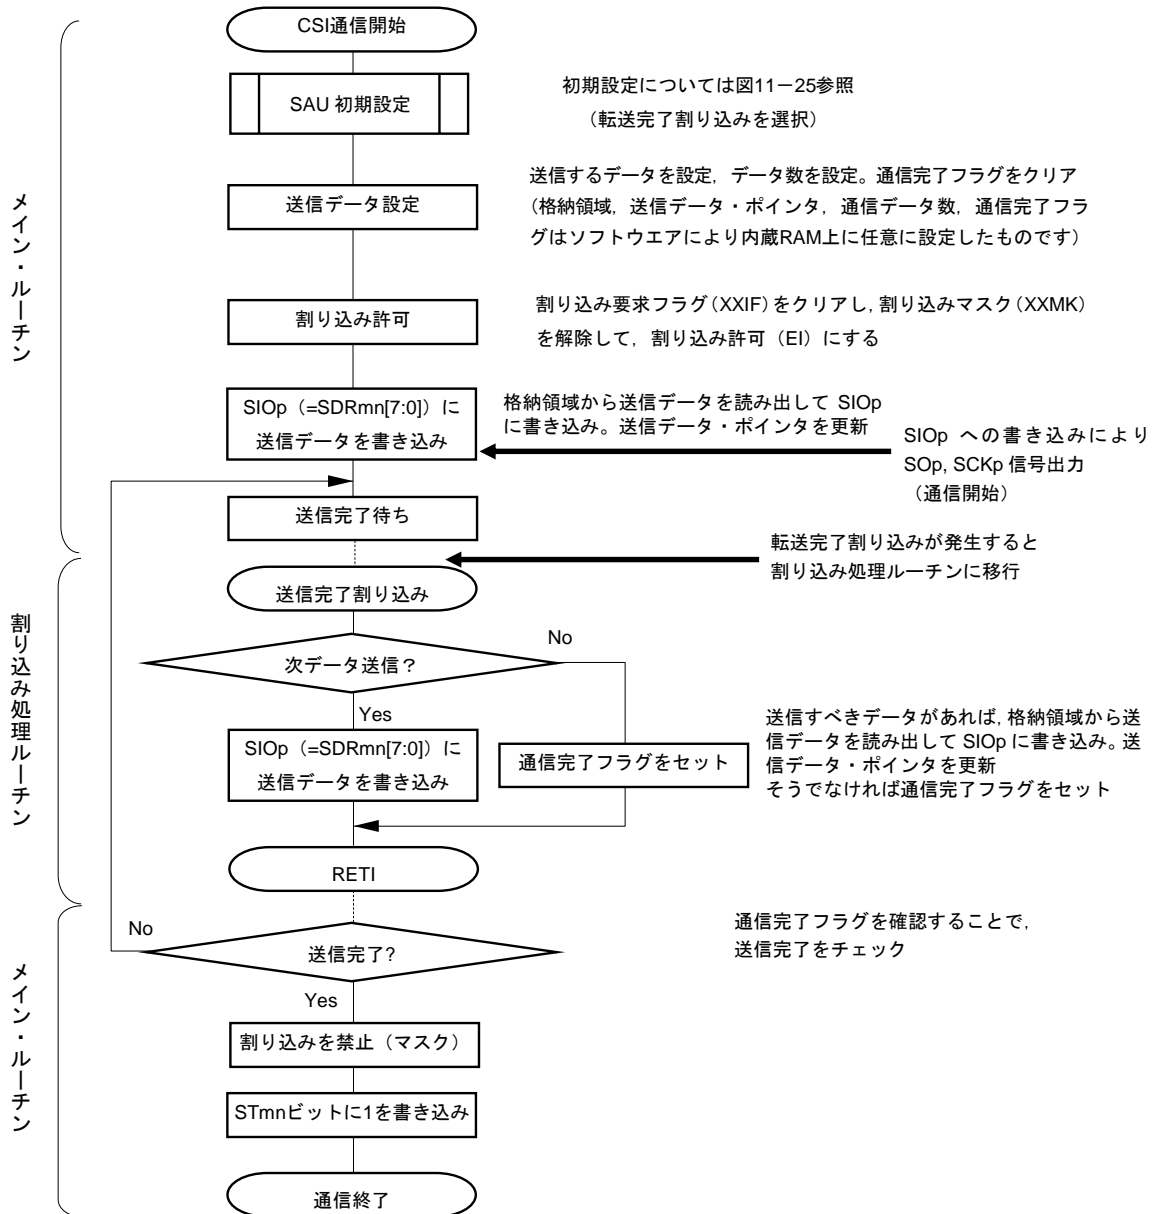 CSI通信開始
SAU 初期設定
初期設定については図11−25参照
（転送完了割り込みを選択）
メイン・ルーチン
送信データ設定
送信するデータを設定，データ数を設定。通信完了フラグをクリア
（格納領域，送信データ・ポインタ，通信データ数，通信完了フラ
グはソフトウエアにより内蔵RAM上に任意に設定したものです）
割り込み許可
割り込み要求フラグ（XXIF）をクリアし，割り込みマスク（XXMK）
を解除して，割り込み許可（EI）にする
SIOp（=SDRmn[7:0]）に
送信データを書き込み
格納領域から送信データを読み出して SIOp
に書き込み。送信データ・ポインタを更新
SIOp への書き込みにより
SOp, SCKp 信号出力
（通信開始）
送信完了待ち
転送完了割り込みが発生すると
割り込み処理ルーチンに移行
割り込み処理ルーチン
送信完了割り込み
次データ送信？
No
Yes
SIOp（=SDRmn[7:0]）に
送信データを書き込み
通信完了フラグをセット
送信すべきデータがあれば，格納領域から送
信データを読み出して SIOp に書き込み。送
信データ・ポインタを更新
そうでなければ通信完了フラグをセット
RETI
メイン・ルーチン
No
送信完了?
通信完了フラグを確認することで，
送信完了をチェック
Yes
割り込みを禁止（マスク）
STmnビットに1を書き込み
通信終了